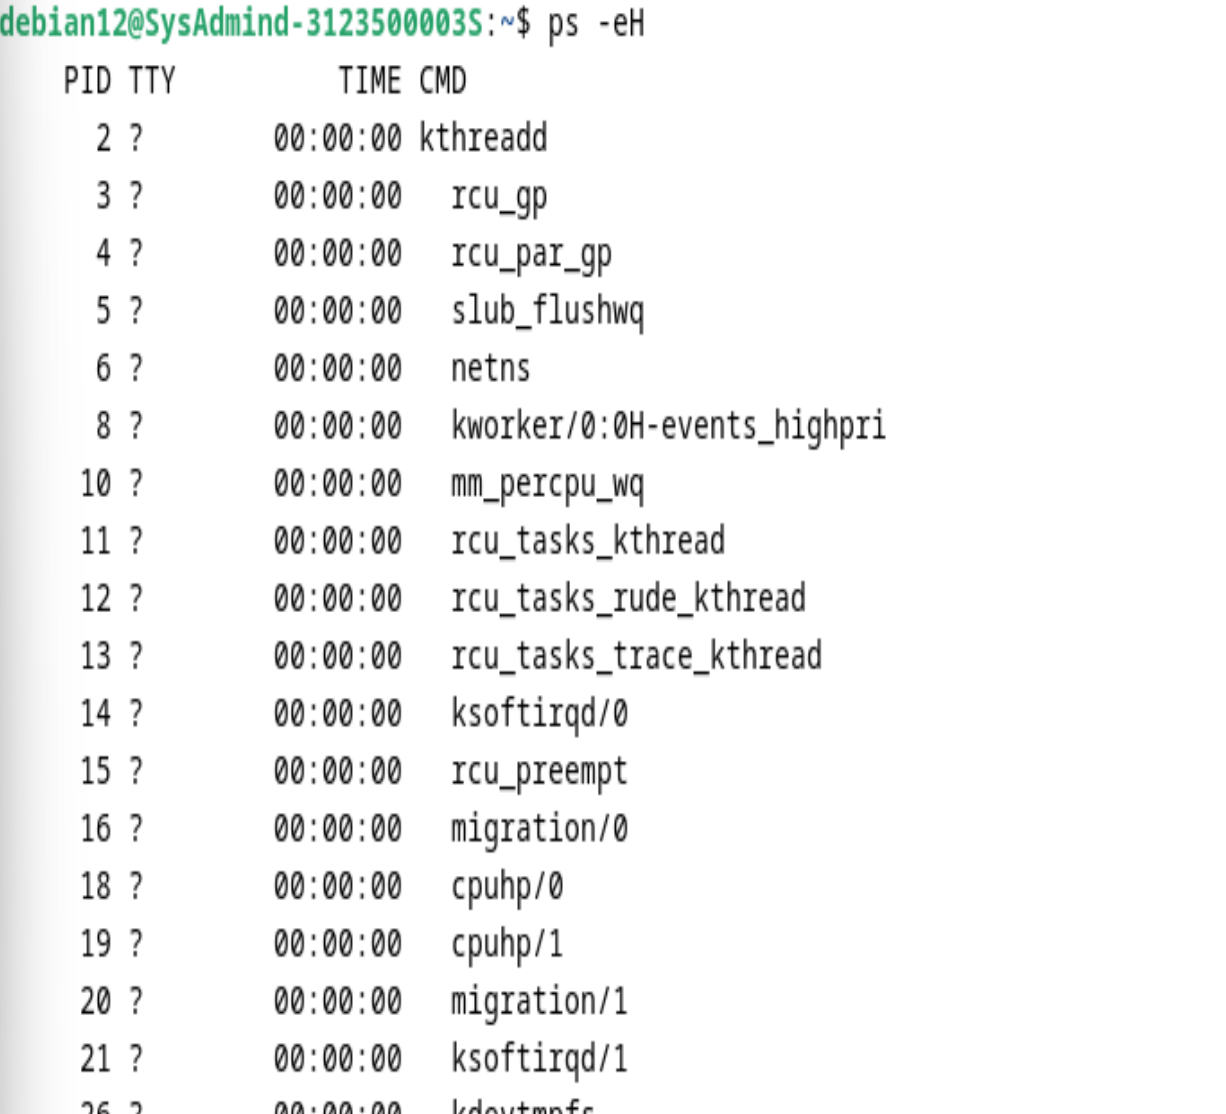 debian12@SysAdmind-3123500003S:~$ ps -eH
PID TTY TIME CMD
2 ? 00:00:00 kthreadd
3 ? 00:00:00 rcu_gp
4 ? 00:00:00 rcu_par_gp
5 ? 00:00:00 slub_flushwq
6 ? 00:00:00 netns
8 ? 00:00:00 kworker/0:0H-events_highpri
10 ? 00:00:00 mm_percpu_wq
11 ? 00:00:00 rcu_tasks_kthread
12 ? 00:00:00 rcu_tasks_rude_kthread
13 ? 00:00:00 rcu_tasks_trace_kthread
14 ? 00:00:00 ksoftirqd/0
15 ? 00:00:00 rcu_preempt
16 ? 00:00:00 migration/0
18 ? 00:00:00 cpuhp/0
19 ? 00:00:00 cpuhp/1
20 ? 00:00:00 migration/1
21 ? 00:00:00 ksoftirqd/1
26 ? 00:00:00 kdevtmpfs